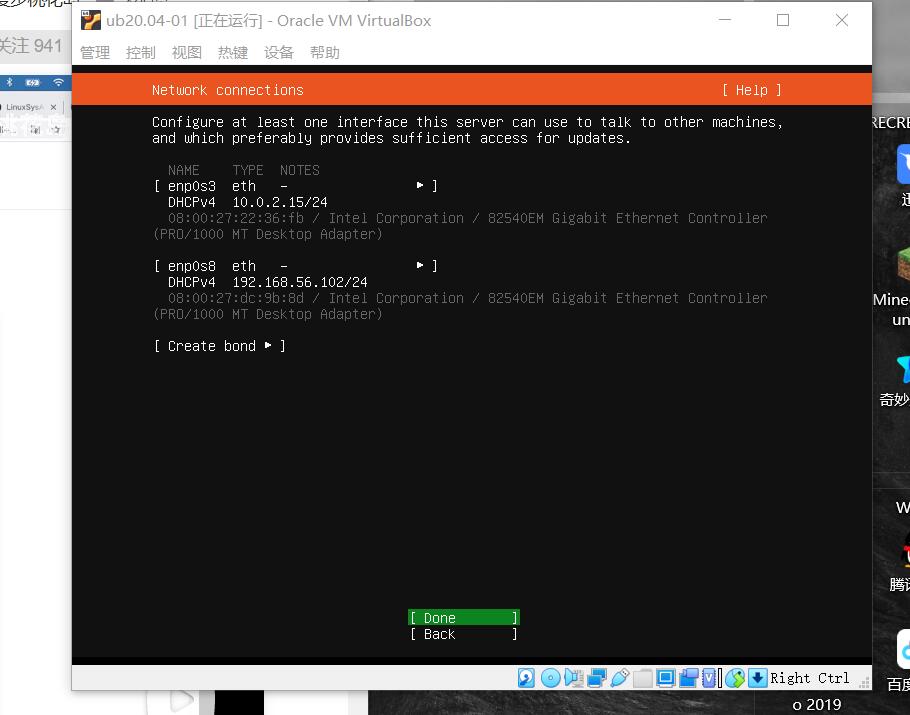 ub20.04-01 [正在运行] - Oracle VM VirtualBox
关注 941
管理 控制 视图 热键 设备 帮助
LinuxSysA
Network connections [ Help ]
Configure at least one interface this server can use to talk to other machines,
and which preferably provides sufficient access for updates.
NAME TYPE NOTES
[ enp0s3 eth - ▸ ]
DHCPv4 10.0.2.15/24
08:00:27:22:36:fb / Intel Corporation / 82540EM Gigabit Ethernet Controller
(PRO/1000 MT Desktop Adapter)
[ enp0s8 eth - ▸ ]
DHCPv4 192.168.56.102/24
08:00:27:dc:9b:8d / Intel Corporation / 82540EM Gigabit Ethernet Controller
(PRO/1000 MT Desktop Adapter)
[ Create bond ▸ ]
[ Done ]
[ Back ]
Right Ctrl
RECRE
迅
Mine
un
奇妙
W
腾讯
百度
o 2019